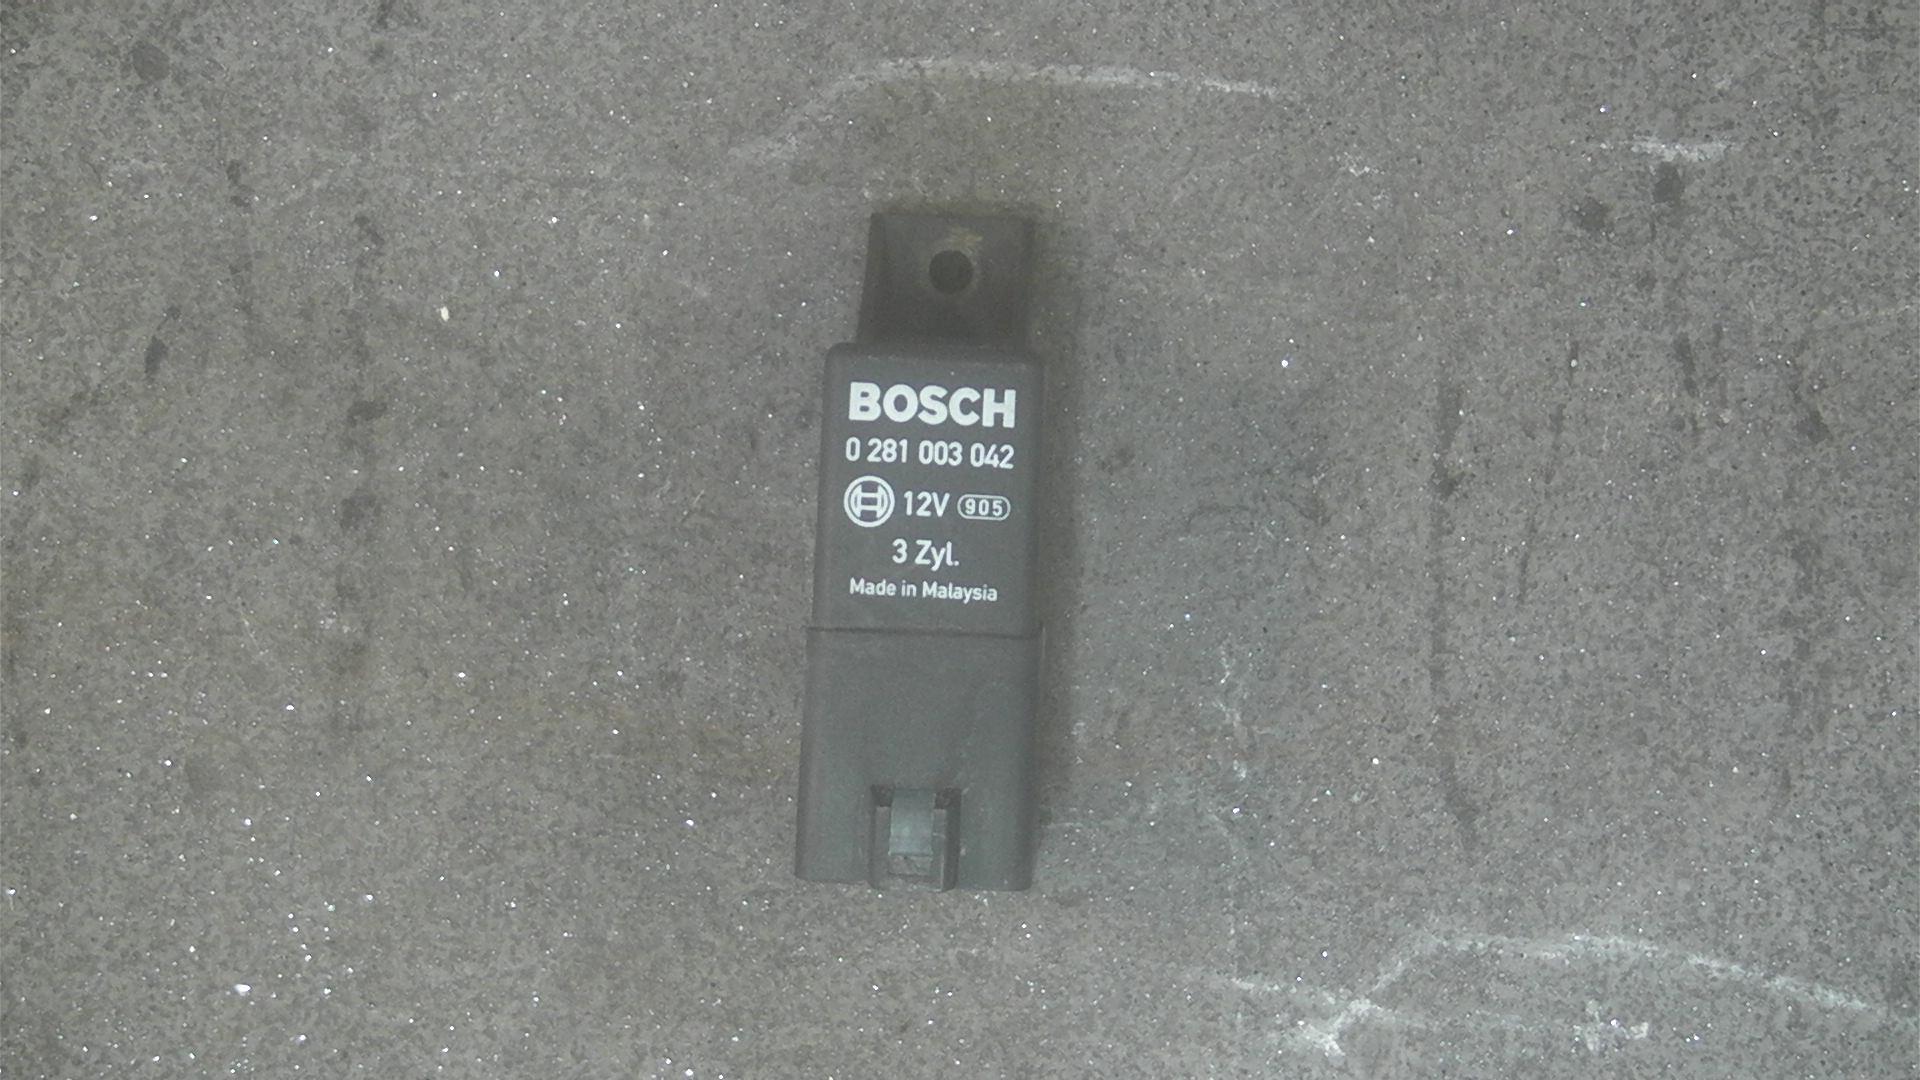 BOSCH
0 281 003 042
12V 905
3 Zyl.
Made in Malaysia